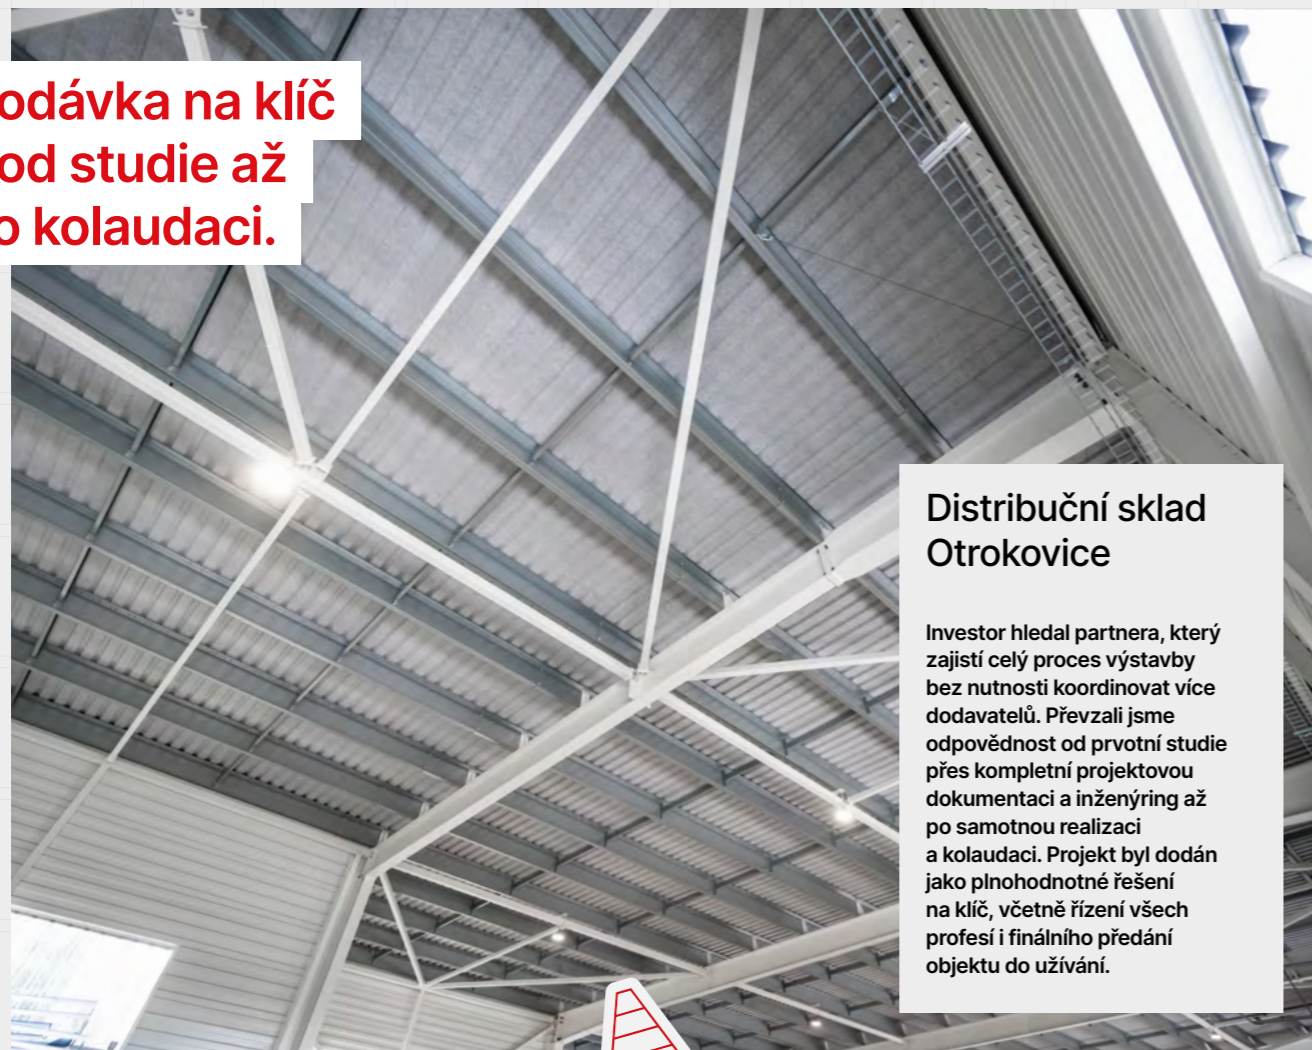 odávka na klíč
od studie až
o kolaudaci.
Distribuční sklad
Otrokovice
Investor hledal partnera, který
zajistí celý proces výstavby
bez nutnosti koordinovat více
dodavatelů. Převzali jsme
odpovědnost od prvotní studie
přes kompletní projektovou
dokumentaci a inženýring až
po samotnou realizaci
a kolaudaci. Projekt byl dodán
jako plnohodnotné řešení
na klíč, včetně řízení všech
profesí i finálního předání
objektu do užívání.